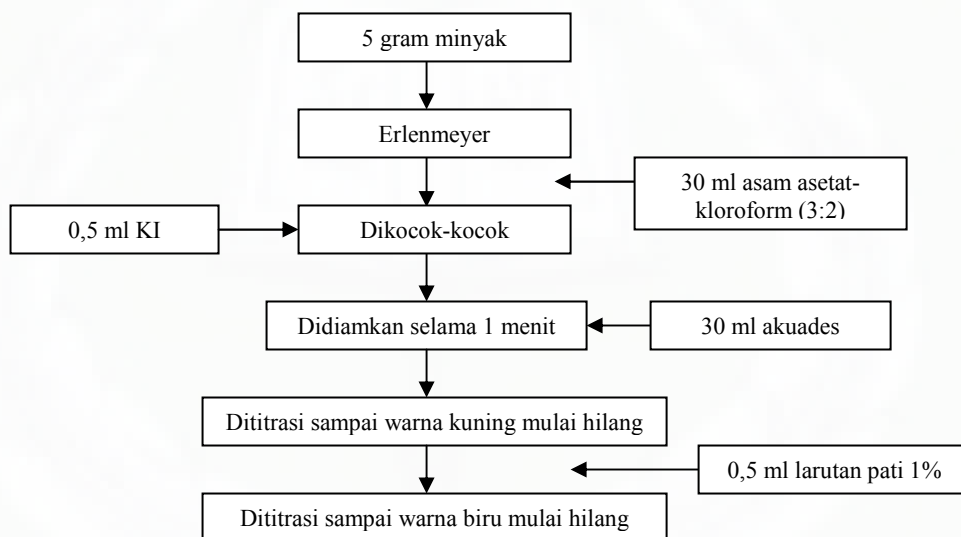 5 gram minyak
Erlenmeyer
30 ml asam asetat-
kloroform (3:2)
0,5 ml KI
Dikocok-kocok
Didiamkan selama 1 menit
30 ml akuades
Dititrasi sampai warna kuning mulai hilang
0,5 ml larutan pati 1%
Dititrasi sampai warna biru mulai hilang